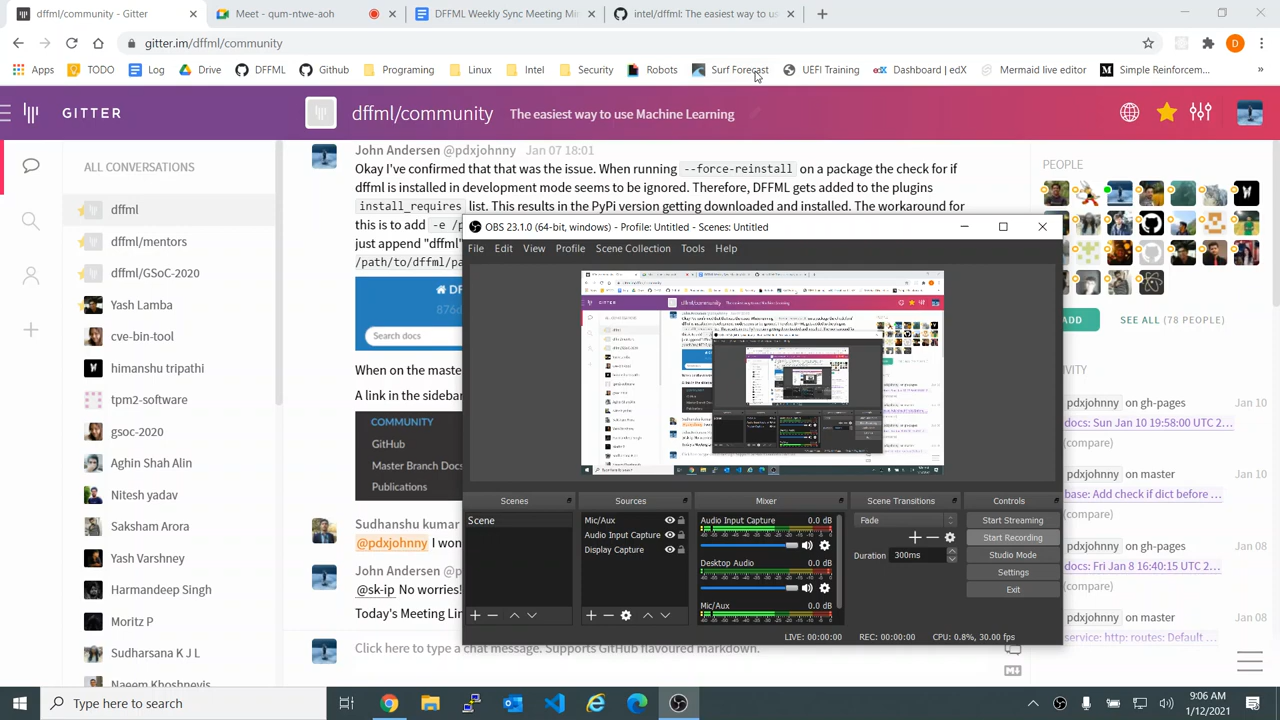 dffml/community - Gitter
Meet - qum-ntwe-aoh
DFFML Weekly Sync Meeting Mi
intel/dffml: The easiest way to us
gitter.im/dffml/community
Apps
TODO
Log
Drive
DFFML
Github
Programing
Linux
Intel
Security
Robots
Surf Forecast
UEFI Training
Dashboard | edX
Mermaid live editor
Simple Reinforcem...
GITTER
dffml/community
The easiest way to use Machine Learning
ALL CONVERSATIONS
dffml
dffml/mentors
dffml/GSoC-2020
Yash Lamba
cve-bin-tool
himanshu tripathi
tpm2-software
gsoc-2020
Aghin Shah Alin
Nitesh yadav
Saksham Arora
Yash Varshney
Harmandeep Singh
Moritz P
Sudharsana K J L
Naeem Khoshnevis
John Andersen @pdxjohnny Jan 07 18:01
Okay I've confirmed that that was the issue. When running --force-reinstall on a package the check for if
dffml is installed in development mode seems to be ignored. Therefore, DFFML gets added to the plugins
install_requires list. This results in the PyPi version getting downloaded and installed. The workaround for
this is to add -e /p
just append "dffml"
/path/to/dffml/pa
Search docs
When on the maste
A link in the sideba
COMMUNITY
GitHub
Master Branch Docs
Publications
Sudhanshu kumar
@pdxjohnny I won
John Andersen @p
@sk-ip No worries!
Today's Meeting Lin
Click here to type a chat message. Supports GitHub flavoured markdown.
OBS 23.1.0 (64-bit, windows) - Profile: Untitled - Scenes: Untitled
File Edit View Profile Scene Collection Tools Help
Scenes
Sources
Mixer
Scene Transitions
Controls
Scene
Mic/Aux
Audio Input Capture
Display Capture
Audio Input Capture 0.0 dB
Desktop Audio 0.0 dB
Mic/Aux 0.0 dB
Fade
Duration 300ms
Start Streaming
Start Recording
Studio Mode
Settings
Exit
LIVE: 00:00:00
REC: 00:00:00
CPU: 0.8%, 30.00 fps
PEOPLE
ADD
SEE ALL (78 PEOPLE)
pdxjohnny on gh-pages Jan 10
docs: Sun Jan 10 19:58:00 UTC 2...
(compare)
pdxjohnny on master Jan 10
base: Add check if dict before ...
(compare)
pdxjohnny on gh-pages Jan 08
docs: Fri Jan 8 16:40:15 UTC 2...
(compare)
pdxjohnny on master Jan 08
service: http: routes: Default ...
Type here to search
9:06 AM
1/12/2021